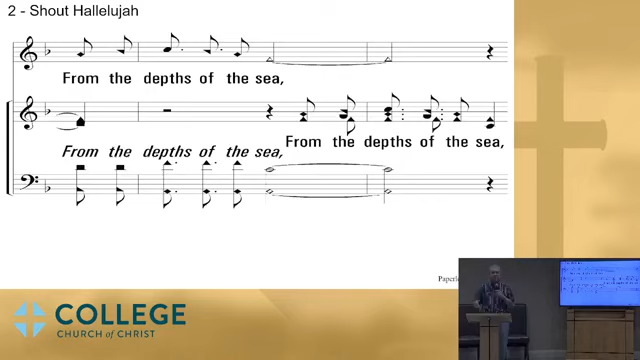 2 - Shout Hallelujah
From the depths of the sea,
From the depths of the sea,
From the depths of the sea,
COLLEGE
CHURCH of CHRIST